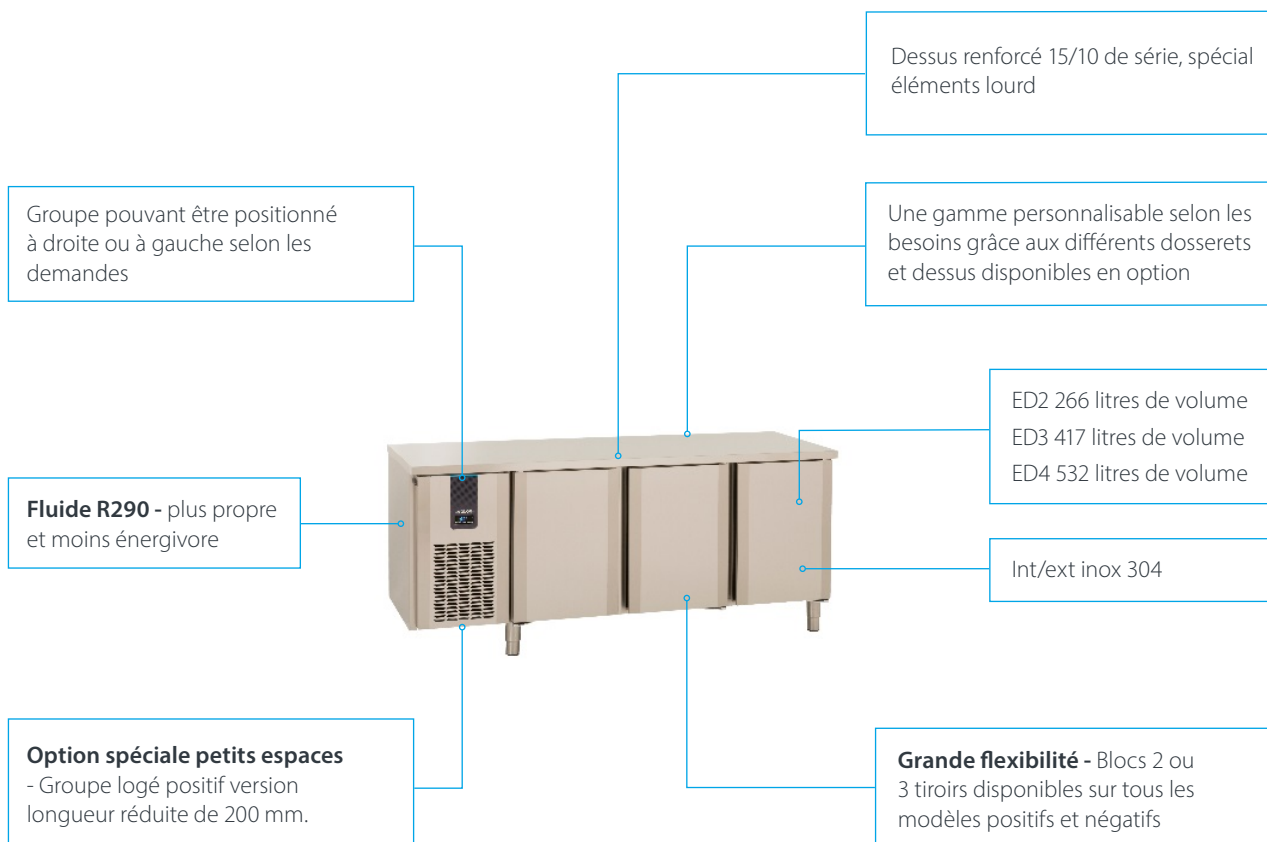 Dessus renforcé 15/10 de série, spécial
éléments lourd
Groupe pouvant être positionné
à droite ou à gauche selon les
demandes
Une gamme personnalisable selon les
besoins grâce aux différents dosserets
et dessus disponibles en option
ED2 266 litres de volume
ED3 417 litres de volume
ED4 532 litres de volume
Fluide R290 - plus propre
et moins énergivore
Int/ext inox 304
Option spéciale petits espaces
- Groupe logé positif version
longueur réduite de 200 mm.
Grande flexibilité - Blocs 2 ou
3 tiroirs disponibles sur tous les
modèles positifs et négatifs